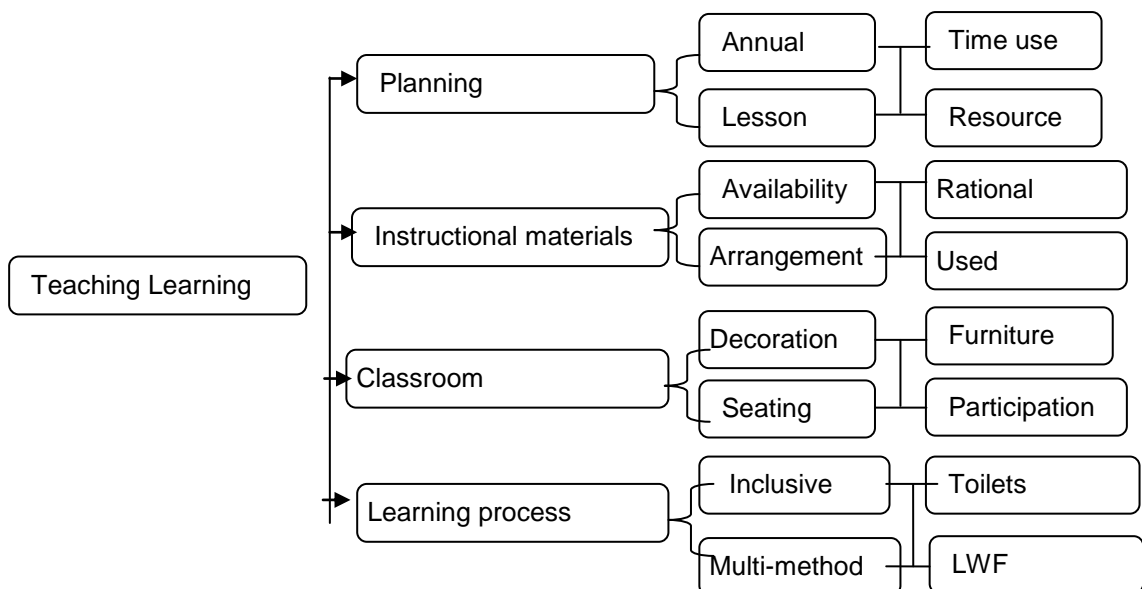 Annual
Time use
Planning
Lesson
Resource
Availability
Rational
Instructional materials
Arrangement
Used
Teaching Learning
Decoration
Furniture
Classroom
Seating
Participation
Inclusive
Toilets
Learning process
Multi-method
LWF